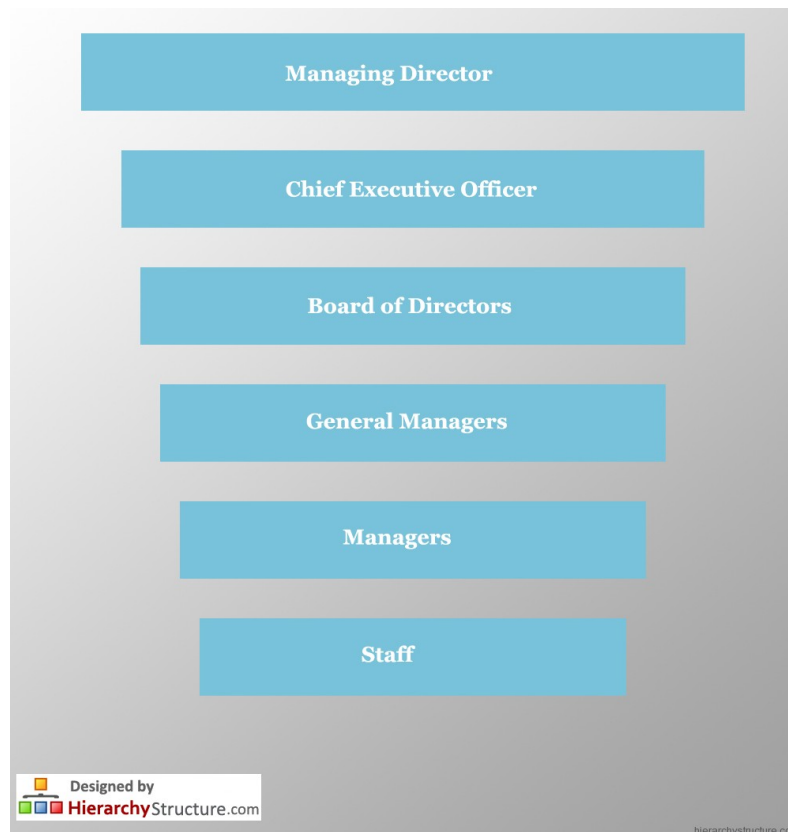 Managing Director
Chief Executive Officer
Board of Directors
General Managers
Managers
Staff
Designed by
HierarchyStructure.com